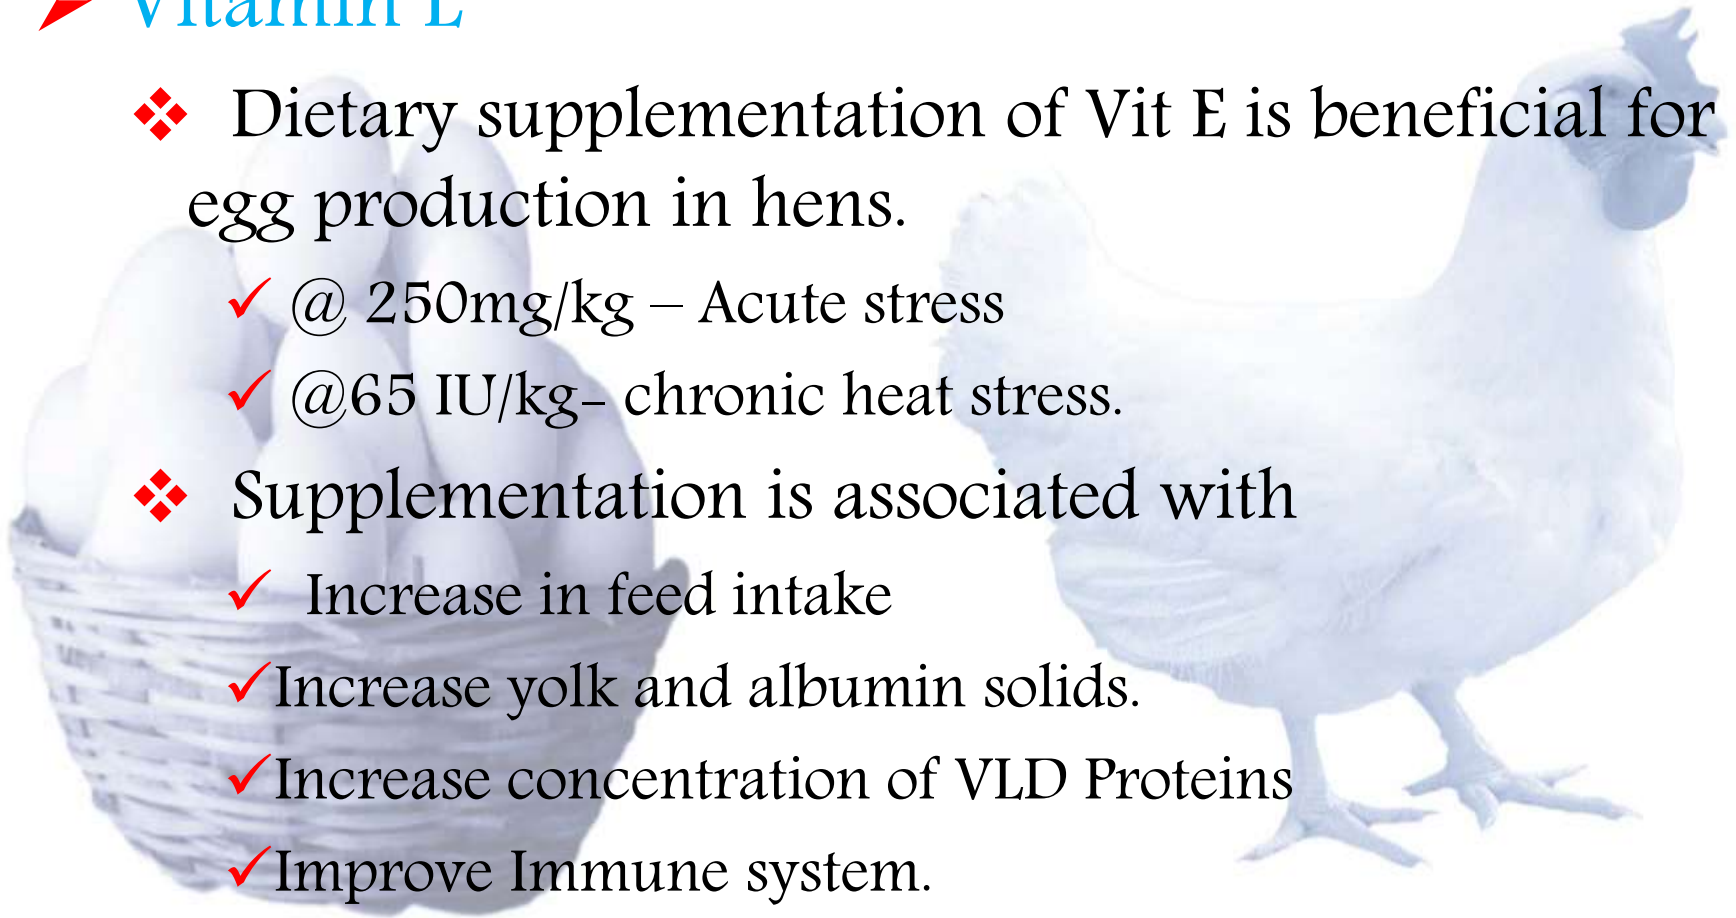 Vitamin E
Dietary supplementation of Vit E is beneficial for
egg production in hens.
@ 250mg/kg – Acute stress
@65 IU/kg- chronic heat stress.
Supplementation is associated with
Increase in feed intake
Increase yolk and albumin solids.
Increase concentration of VLD Proteins
Improve Immune system.